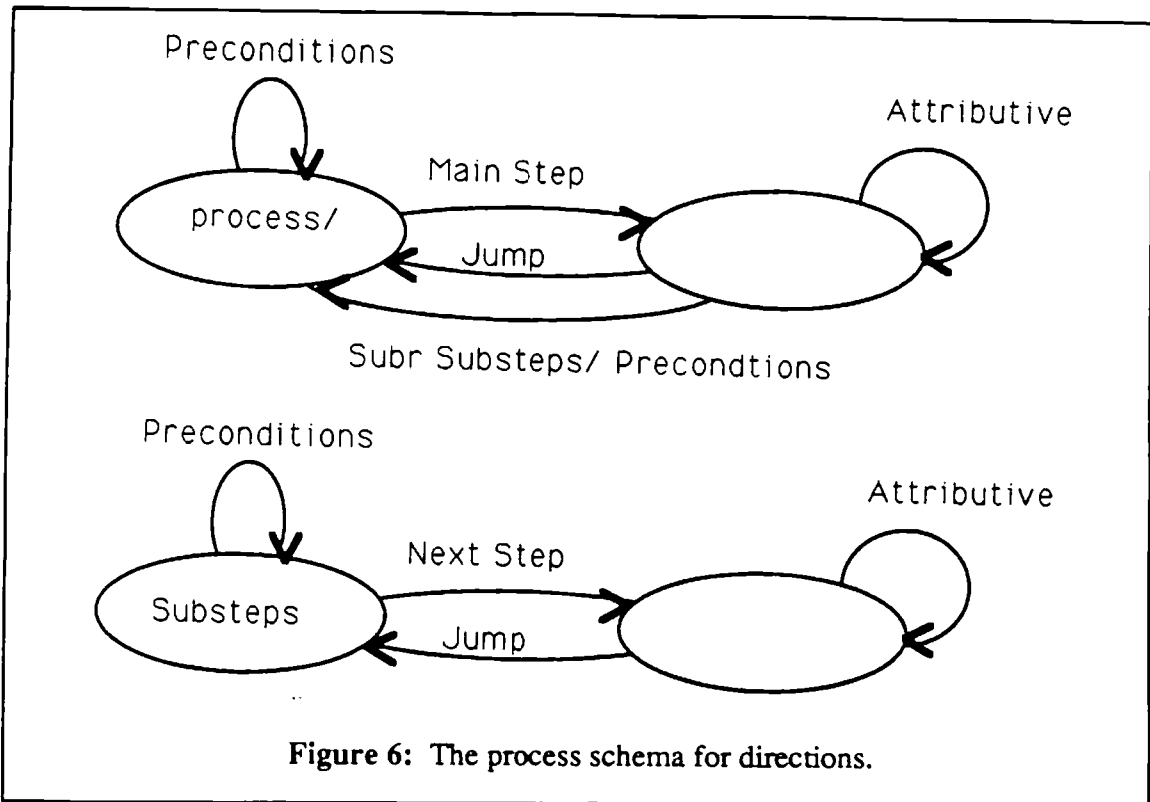 Preconditions
Attributive
Main Step
process/
Jump
Subr Substeps/ Precondtions
Preconditions
Attributive
Next Step
Substeps
Jump
Figure 6: The process schema for directions.